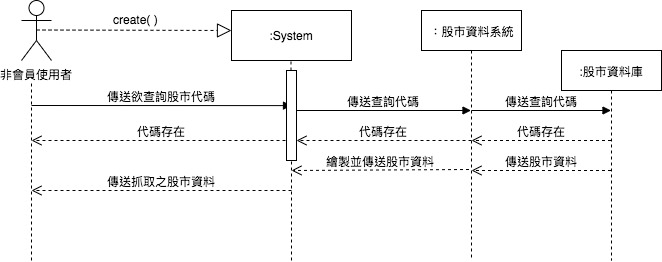 create( )
:System
：股市資料系統
:股市資料庫
非會員使用者
傳送欲查詢股市代碼
傳送查詢代碼
傳送查詢代碼
代碼存在
代碼存在
代碼存在
繪製並傳送股市資料
傳送股市資料
傳送抓取之股市資料